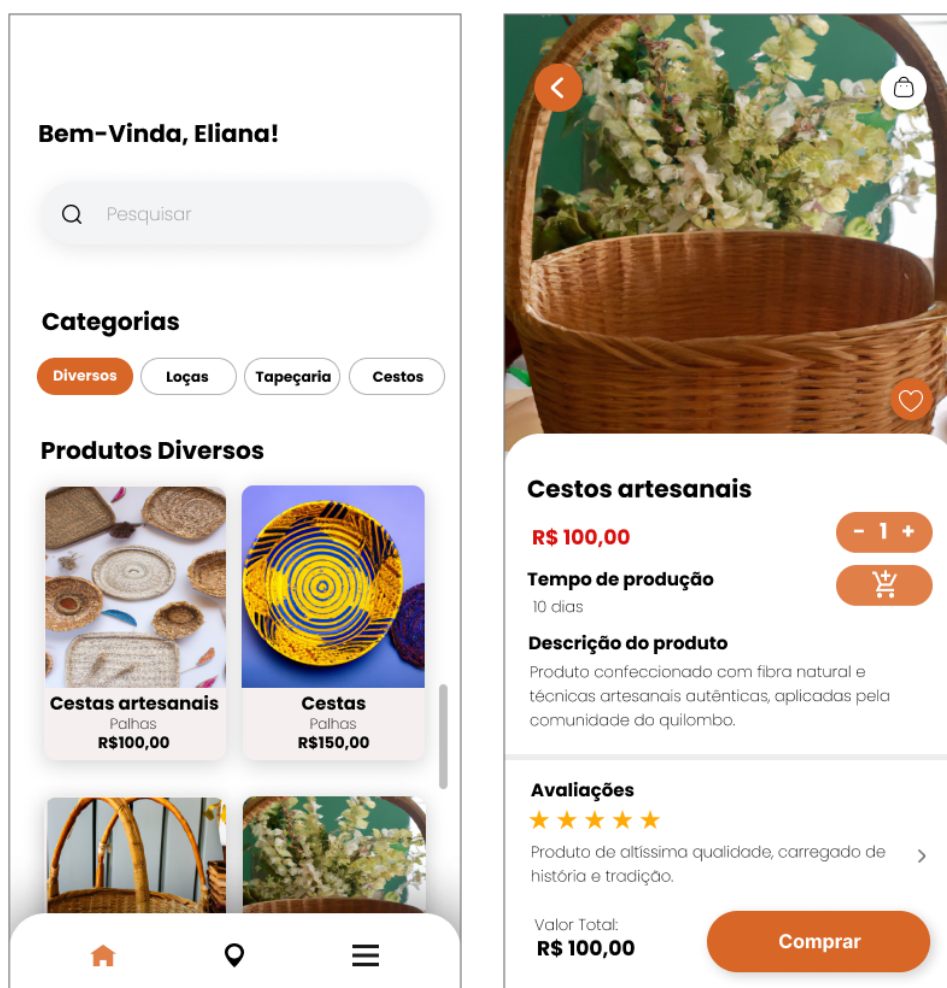 Bem-Vinda, Eliana!
Pesquisar
Categorias
Diversos
Loças
Tapeçaria
Cestos
Produtos Diversos
Cestas artesanais
Palhas
R$100,00
Cestas
Palhas
R$150,00
Cestos artesanais
R$ 100,00
- 1 +
Tempo de produção
10 dias
Descrição do produto
Produto confeccionado com fibra natural e
técnicas artesanais autênticas, aplicadas pela
comunidade do quilombo.
Avaliações
Produto de altíssima qualidade, carregado de
história e tradição.
Valor Total:
R$ 100,00
Comprar